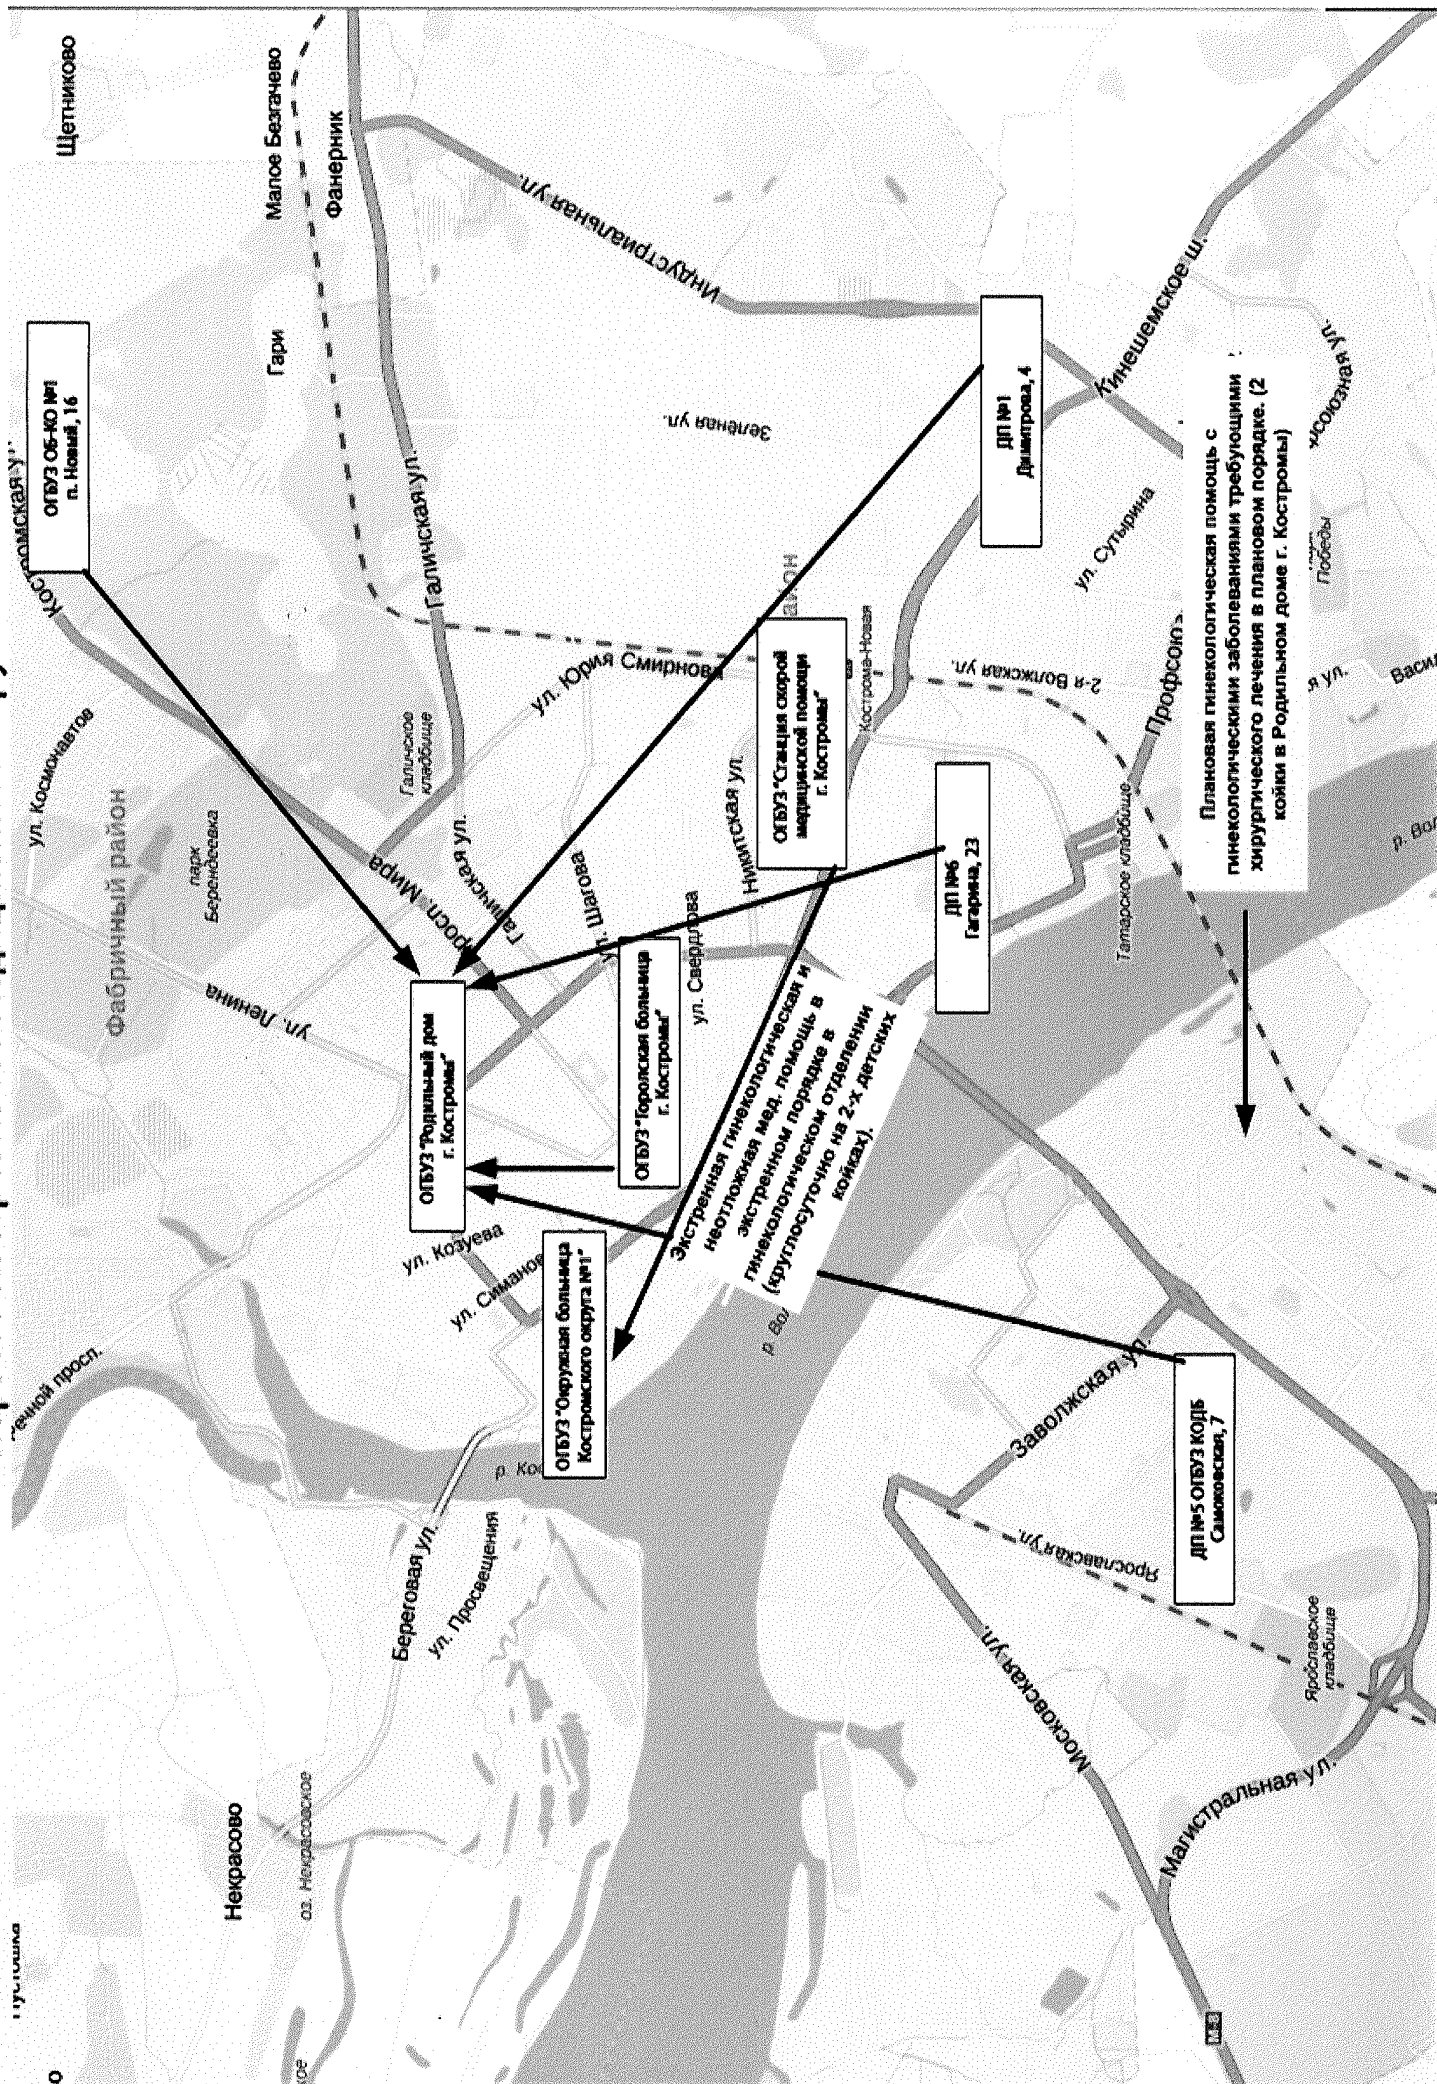 Щетниково
Малое Безгачево
Фанерник
Гари
ОГБУЗ ОБ КО №1
п. Новый, 16
ул. Космонавтов
Фабричный район
парк
Берендеевка
Галичская ул.
Галичское
кладбище
Индустриальная ул.
Зелёная ул.
ул. Юрия Смирнова
ул. Ленина
просп. Мира
Галичская ул.
ул. Шагова
Никитская ул.
ул. Свердлова
ОГБУЗ "Родильный дом
г. Костромы"
ОГБУЗ "Городская больница
г. Костромы"
ОГБУЗ "Станция скорой
медицинской помощи
г. Костромы"
Кострома-Новая
2-я Волжская ул.
ДП №1
Димитрова, 4
Кинешемское ш.
ул. Сутырина
ДП №6
Гагарина, 23
Татарское кладбище
Победы
Плановая гинекологическая помощь с
гинекологическими заболеваниями требующими
хирургического лечения в плановом порядке. (2
койки в Родильном доме г. Костромы)
Экстренная гинекологическая и
неотложная мед. помощь в
экстренном порядке в
гинекологическом отделении
(круглосуточно на 2-х детских
койках).
ул. Козуева
ОГБУЗ "Окружная больница
Костромского округа №1"
Береговая ул.
ул. Просвещения
Некрасово
оз. Некрасовское
Заволжская ул.
Ярославская ул.
ДП №5 ОГБУЗ КОДБ
Самоковская, 7
Московская ул.
Магистральная ул.
Ярославское
кладбище
М-8